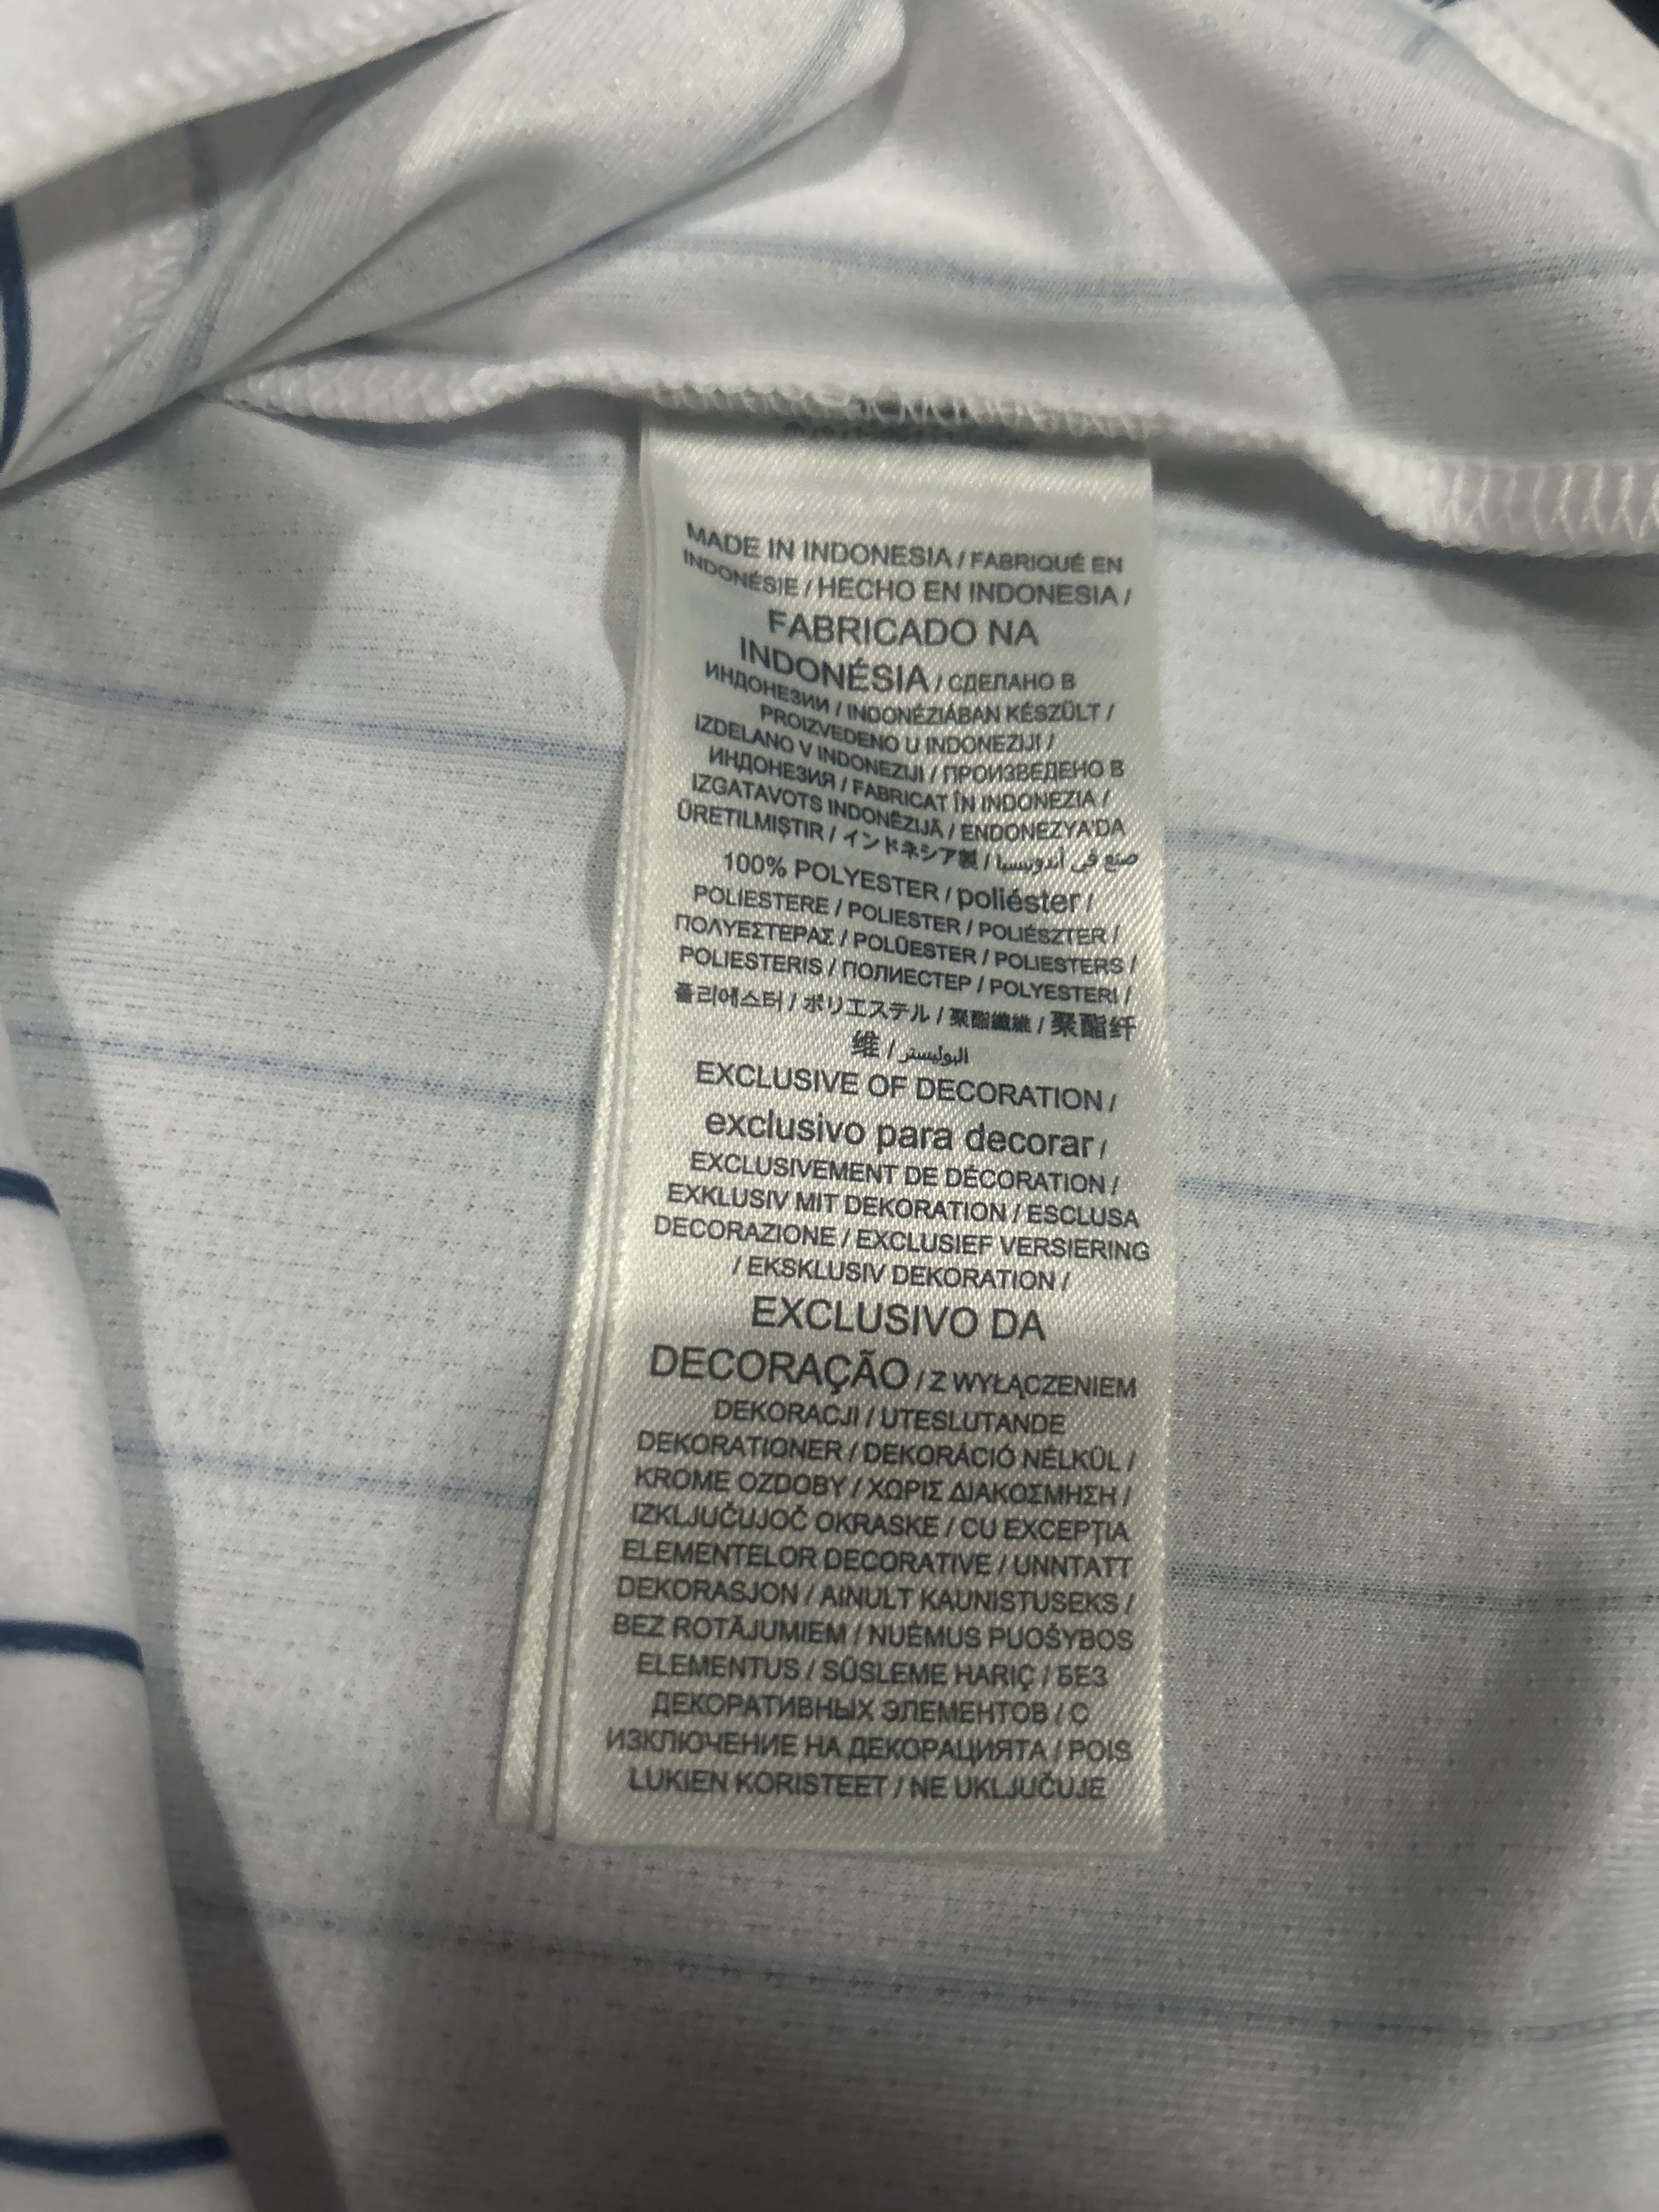 MADE IN INDONESIA / FABRIQUÉ EN
INDONÉSIE / HECHO EN INDONESIA /
FABRICADO NA
INDONÉSIA / СДЕЛАНО В
ИНДОНЕЗИИ / INDONÉZIÁBAN KÉSZÜLT /
PROIZVEDENO U INDONEZIJI /
IZDELANO V INDONEZIJI / ПРОИЗВЕДЕНО В
ИНДОНЕЗИЯ / FABRICAT ÎN INDONEZIA /
IZGATAVOTS INDONĒZIJĀ / ENDONEZYA'DA
ÜRETILMIŞTIR / インドネシア製 / صنع في أندونيسيا
100% POLYESTER / poliéster /
POLIESTERE / POLIESTER / POLIÉSZTER /
ΠΟΛΥΕΣΤΕΡΑΣ / POLÜESTER / POLIESTERS /
POLIESTERIS / ПОЛИЕСТЕР / POLYESTERI /
폴리에스터 / ポリエステル / 聚酯纖維 / 聚酯纤
维 / البوليستر
EXCLUSIVE OF DECORATION /
exclusivo para decorar /
EXCLUSIVEMENT DE DÉCORATION /
EXKLUSIV MIT DEKORATION / ESCLUSA
DECORAZIONE / EXCLUSIEF VERSIERING
/ EKSKLUSIV DEKORATION /
EXCLUSIVO DA
DECORAÇÃO / Z WYŁĄCZENIEM
DEKORACJI / UTESLUTANDE
DEKORATIONER / DEKORÁCIÓ NÉLKÜL /
KROME OZDOBY / ΧΩΡΙΣ ΔΙΑΚΟΣΜΗΣΗ /
IZKLJUČUJOČ OKRASKE / CU EXCEPȚIA
ELEMENTELOR DECORATIVE / UNNTATT
DEKORASJON / AINULT KAUNISTUSEKS /
BEZ ROTĀJUMIEM / NUĖMUS PUOŠYBOS
ELEMENTUS / SÜSLEME HARIÇ / БЕЗ
ДЕКОРАТИВНЫХ ЭЛЕМЕНТОВ / С
ИЗКЛЮЧЕНИЕ НА ДЕКОРАЦИЯТА / POIS
LUKIEN KORISTEET / NE UKLJUČUJE